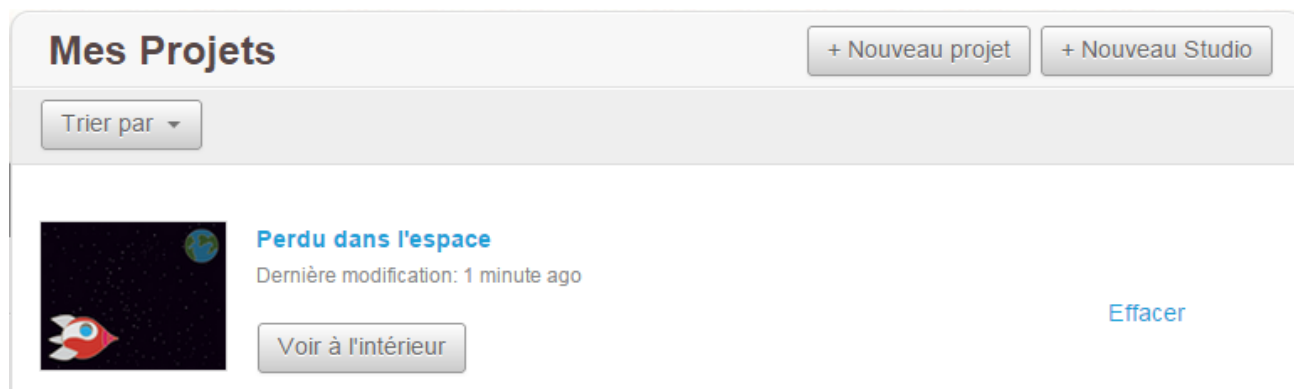 Mes Projets
+ Nouveau projet
+ Nouveau Studio
Trier par
Perdu dans l'espace
Dernière modification: 1 minute ago
Effacer
Voir à l'intérieur